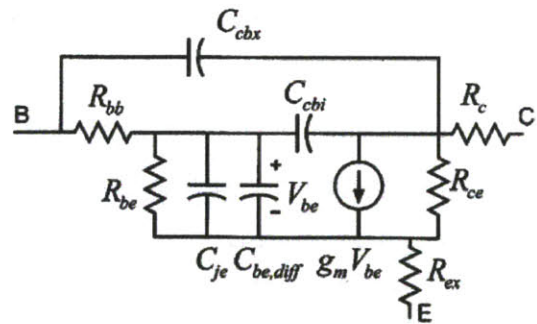 C_cbx
B
R_bb
C_cbi
R_c
C
R_be
+
V_be
-
R_ce
C_je C_be,diff g_m V_be
R_ex
E